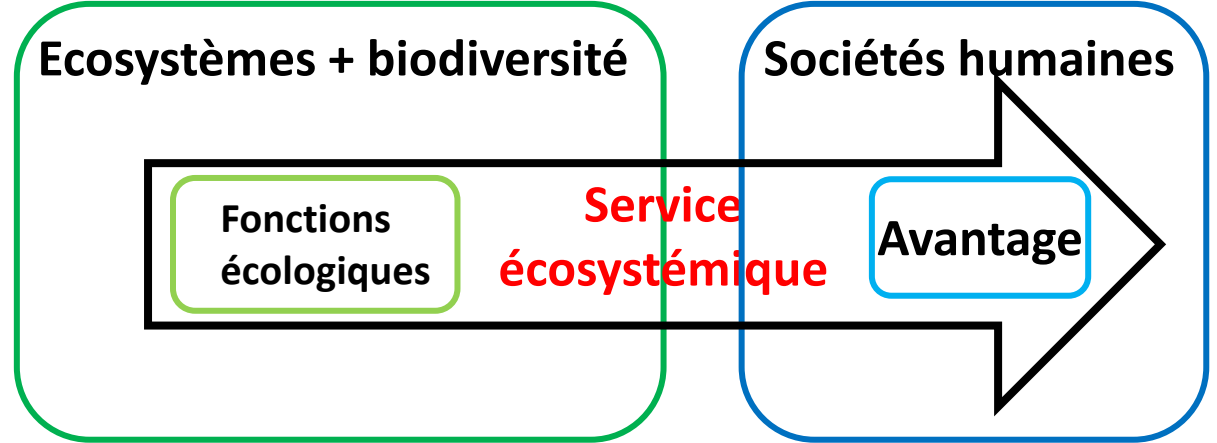 Ecosystèmes + biodiversité
Sociétés humaines
Fonctions
écologiques
Service
écosystémique
Avantage